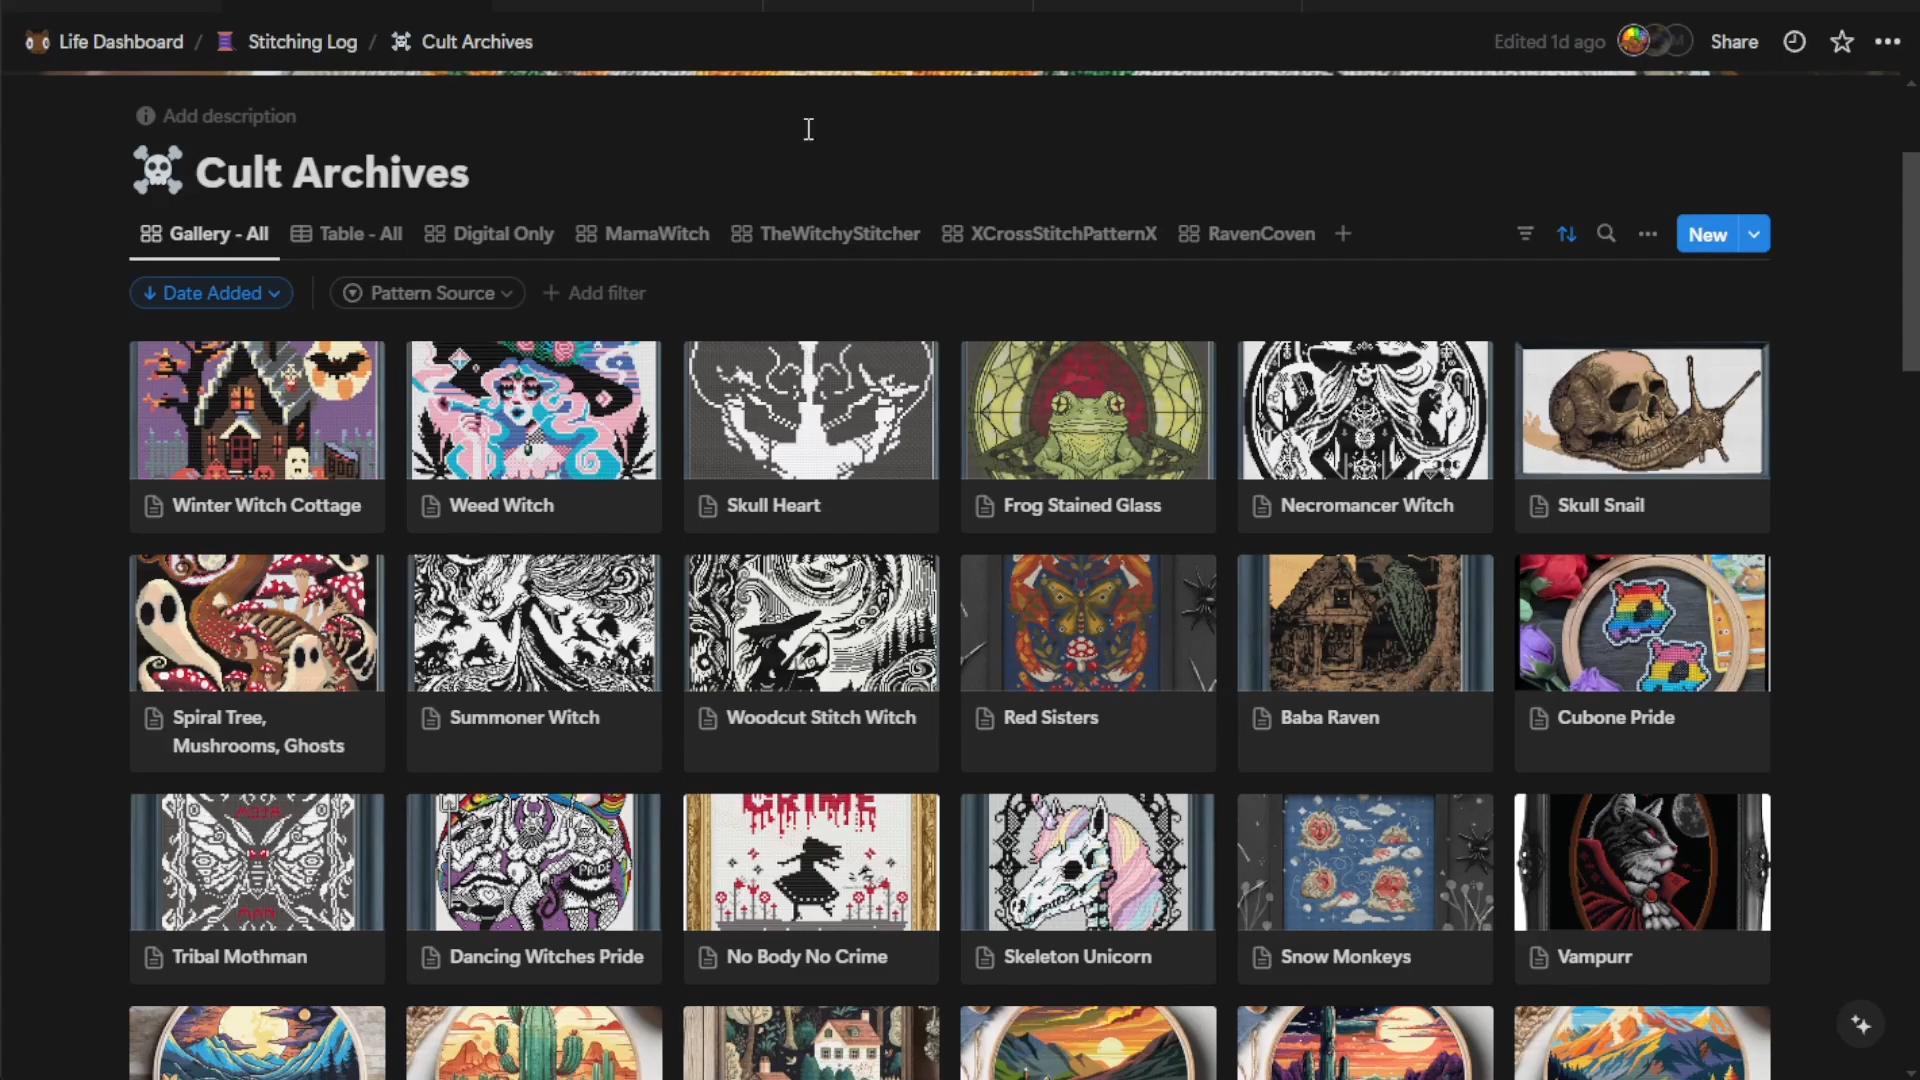 Life Dashboard / Stitching Log / Cult Archives
Edited 1d ago
Share
Add description
Cult Archives
Gallery - All
Table - All
Digital Only
MamaWitch
TheWitchyStitcher
XCrossStitchPatternX
RavenCoven
New
Date Added
Pattern Source
Add filter
Winter Witch Cottage
Weed Witch
Skull Heart
Frog Stained Glass
Necromancer Witch
Skull Snail
Spiral Tree,
Mushrooms, Ghosts
Summoner Witch
Woodcut Stitch Witch
Red Sisters
Baba Raven
Cubone Pride
PRIDE
CRIME
Tribal Mothman
Dancing Witches Pride
No Body No Crime
Skeleton Unicorn
Snow Monkeys
Vampurr